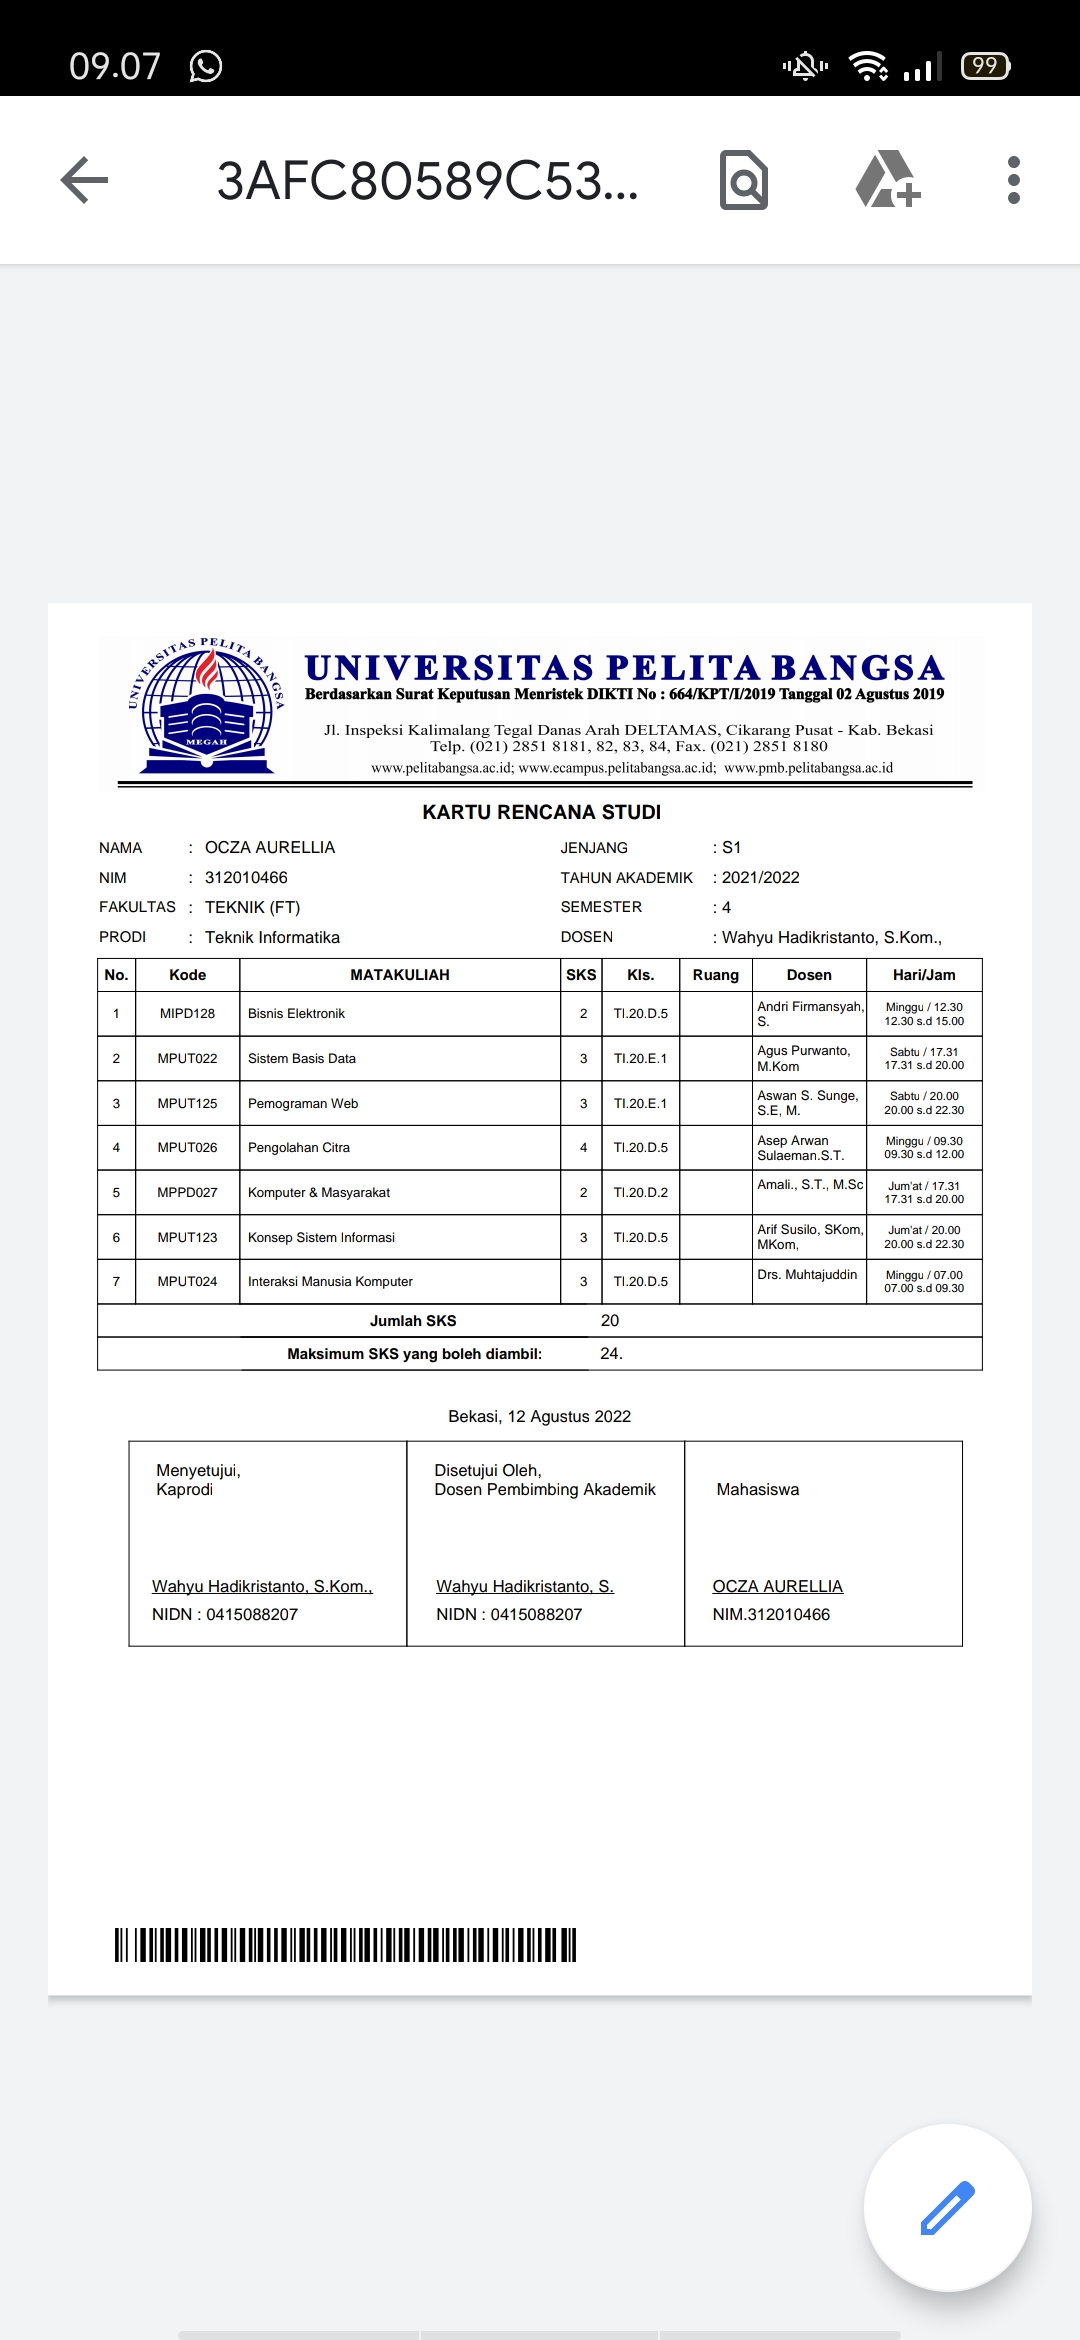 09.07
99
3AFC80589C53...
UNIVERSITAS PELITA BANGSA
MEGAH
UNIVERSITAS PELITA BANGSA
Berdasarkan Surat Keputusan Menristek DIKTI No : 664/KPT/I/2019 Tanggal 02 Agustus 2019
Jl. Inspeksi Kalimalang Tegal Danas Arah DELTAMAS, Cikarang Pusat - Kab. Bekasi
Telp. (021) 2851 8181, 82, 83, 84, Fax. (021) 2851 8180
www.pelitabangsa.ac.id; www.ecampus.pelitabangsa.ac.id; www.pmb.pelitabangsa.ac.id
KARTU RENCANA STUDI
NAMA : OCZA AURELLIA JENJANG : S1
NIM : 312010466 TAHUN AKADEMIK : 2021/2022
FAKULTAS : TEKNIK (FT) SEMESTER : 4
PRODI : Teknik Informatika DOSEN : Wahyu Hadikristanto, S.Kom.,
No. Kode MATAKULIAH SKS Kls. Ruang Dosen Hari/Jam
1 MIPD128 Bisnis Elektronik 2 TI.20.D.5 Andri Firmansyah, S. Minggu / 12.30 12.30 s.d 15.00
2 MPUT022 Sistem Basis Data 3 TI.20.E.1 Agus Purwanto, M.Kom Sabtu / 17.31 17.31 s.d 20.00
3 MPUT125 Pemograman Web 3 TI.20.E.1 Aswan S. Sunge, S.E, M. Sabtu / 20.00 20.00 s.d 22.30
4 MPUT026 Pengolahan Citra 4 TI.20.D.5 Asep Arwan Sulaeman.S.T. Minggu / 09.30 09.30 s.d 12.00
5 MPPD027 Komputer & Masyarakat 2 TI.20.D.2 Amali., S.T., M.Sc Jum'at / 17.31 17.31 s.d 20.00
6 MPUT123 Konsep Sistem Informasi 3 TI.20.D.5 Arif Susilo, SKom, MKom, Jum'at / 20.00 20.00 s.d 22.30
7 MPUT024 Interaksi Manusia Komputer 3 TI.20.D.5 Drs. Muhtajuddin Minggu / 07.00 07.00 s.d 09.30
Jumlah SKS 20
Maksimum SKS yang boleh diambil: 24.
Bekasi, 12 Agustus 2022
Menyetujui,
Kaprodi
Wahyu Hadikristanto, S.Kom.,
NIDN : 0415088207
Disetujui Oleh,
Dosen Pembimbing Akademik
Wahyu Hadikristanto, S.
NIDN : 0415088207
Mahasiswa
OCZA AURELLIA
NIM.312010466